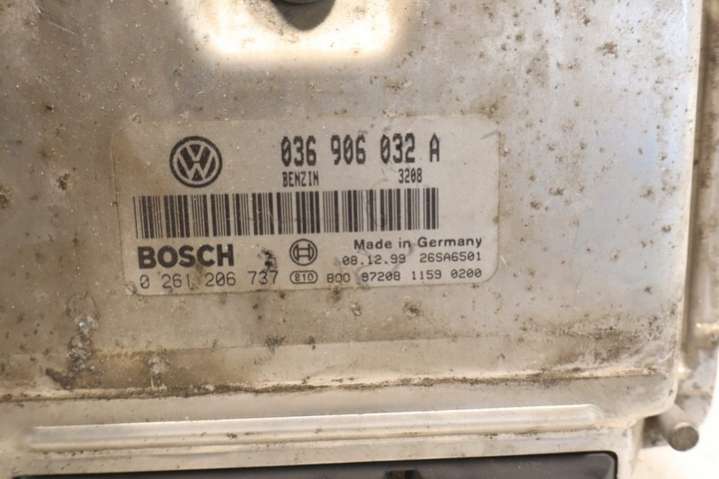 036 906 032 A
BENZIN 3208
BOSCH Made in Germany
08.12.99 26SA6501
0 261 206 737 e10 800 87208 1159 0200